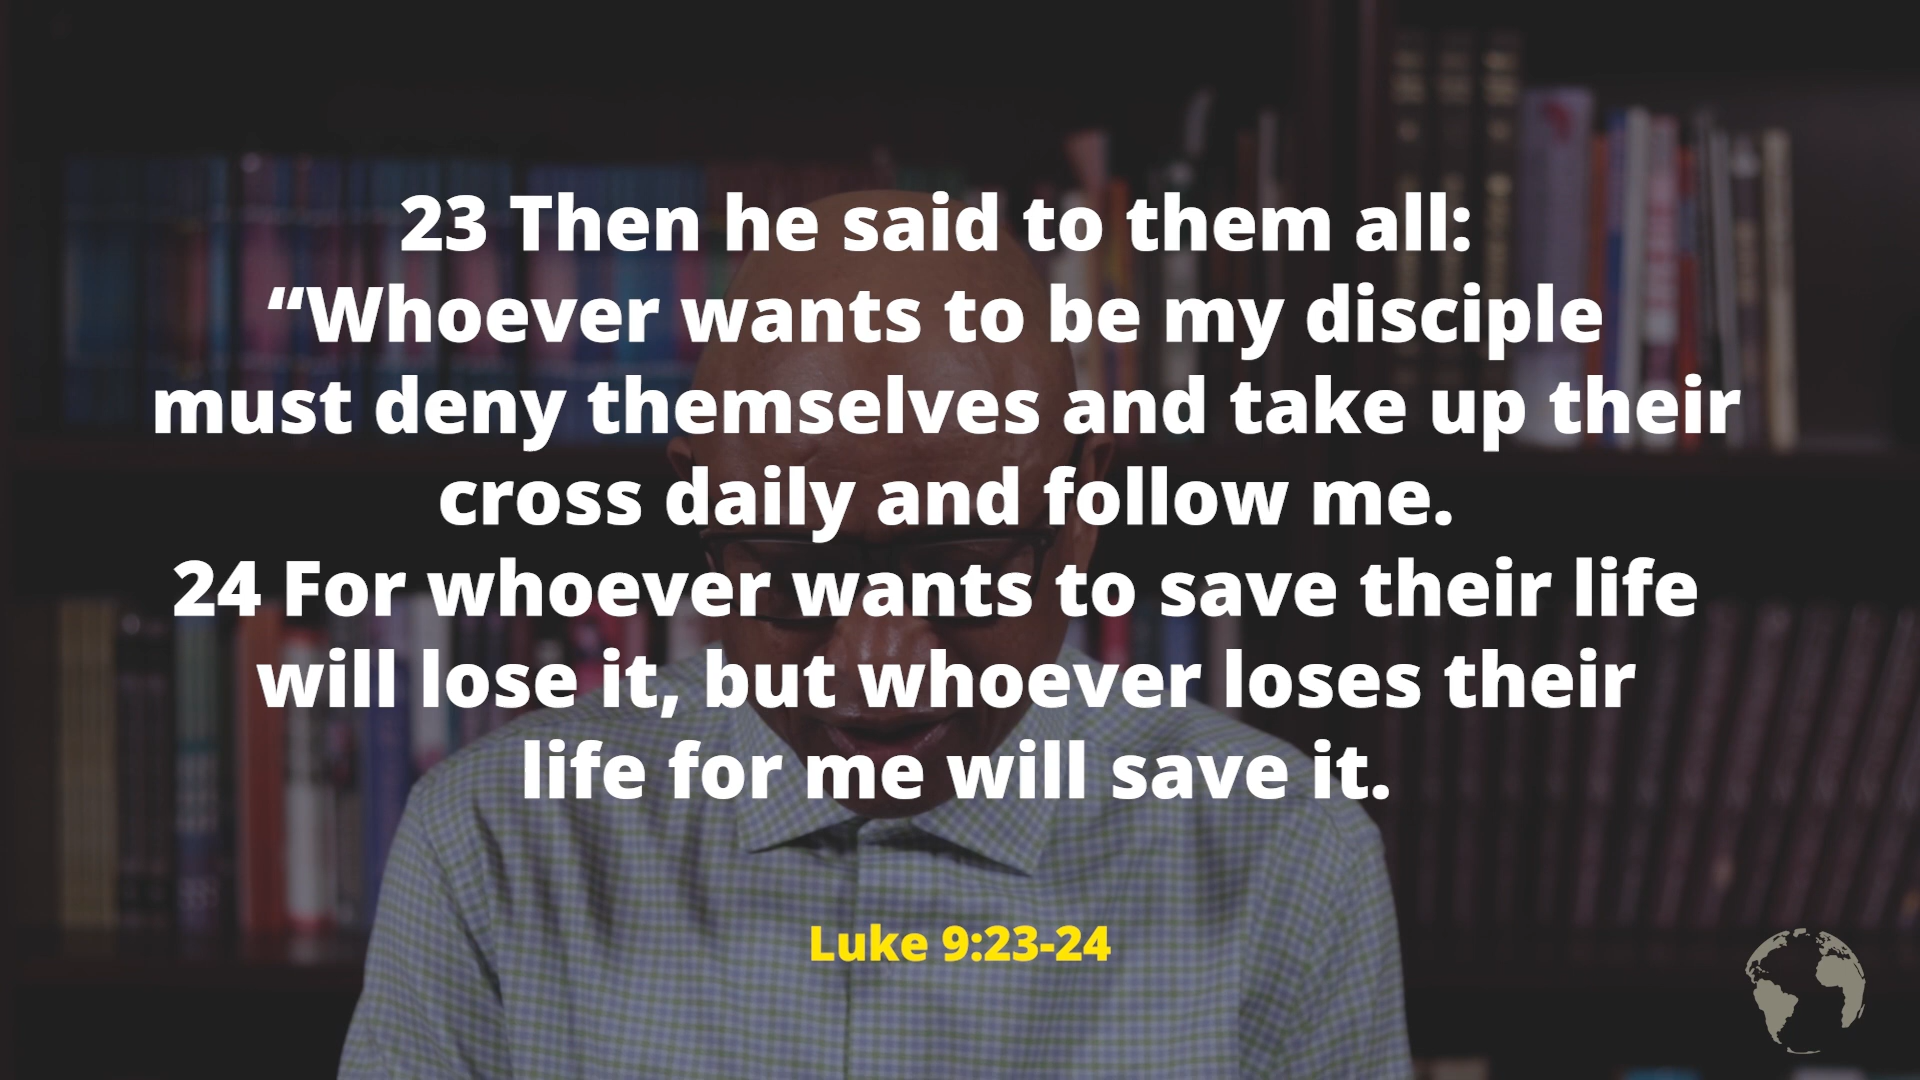 23 Then he said to them all:
“Whoever wants to be my disciple
must deny themselves and take up their
cross daily and follow me.
24 For whoever wants to save their life
will lose it, but whoever loses their
life for me will save it.
Luke 9:23-24